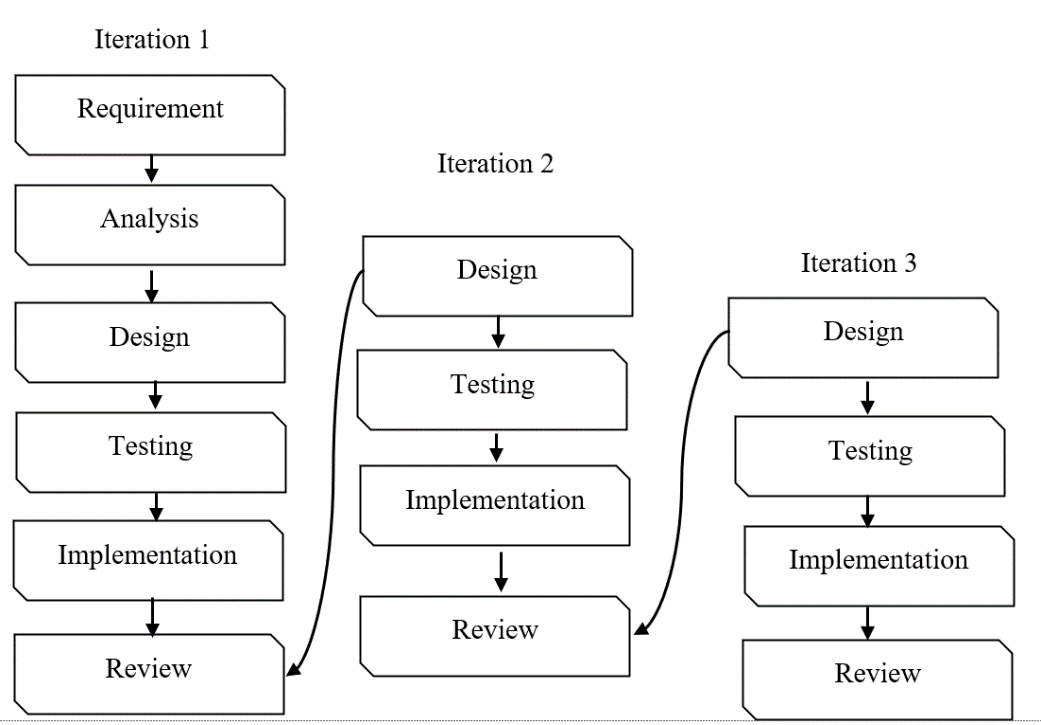 Iteration 1
Requirement
Analysis
Design
Testing
Implementation
Review
Iteration 2
Design
Testing
Implementation
Review
Iteration 3
Design
Testing
Implementation
Review